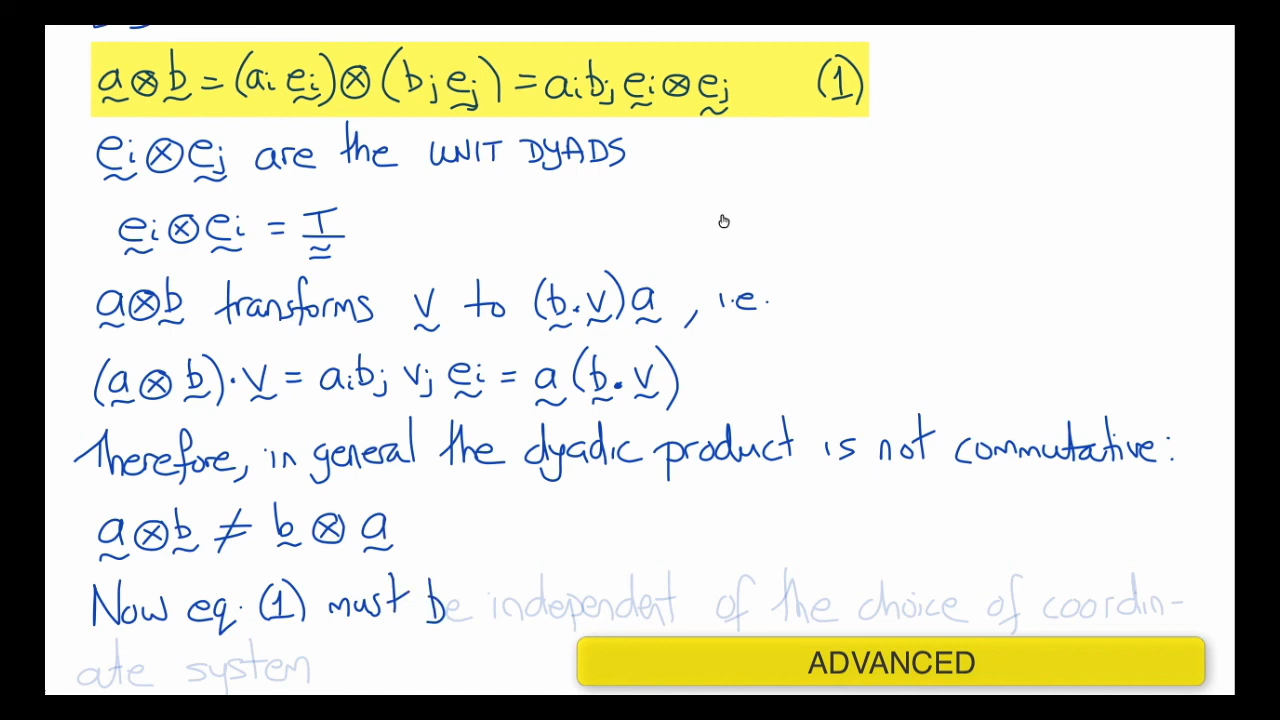 a⊗b = (aᵢ eᵢ)⊗(bⱼ eⱼ) = aᵢbⱼ eᵢ⊗eⱼ (1)
eᵢ⊗eⱼ are the UNIT DYADS
eᵢ⊗eᵢ = I
a⊗b transforms v to (b.v)a, i.e.
(a⊗b)·v = aᵢbⱼ vⱼ eᵢ = a(b.v)
Therefore, in general the dyadic product is not commutative:
a⊗b ≠ b⊗a
Now eq. (1) must be independent of the choice of coordin-
ate system
ADVANCED